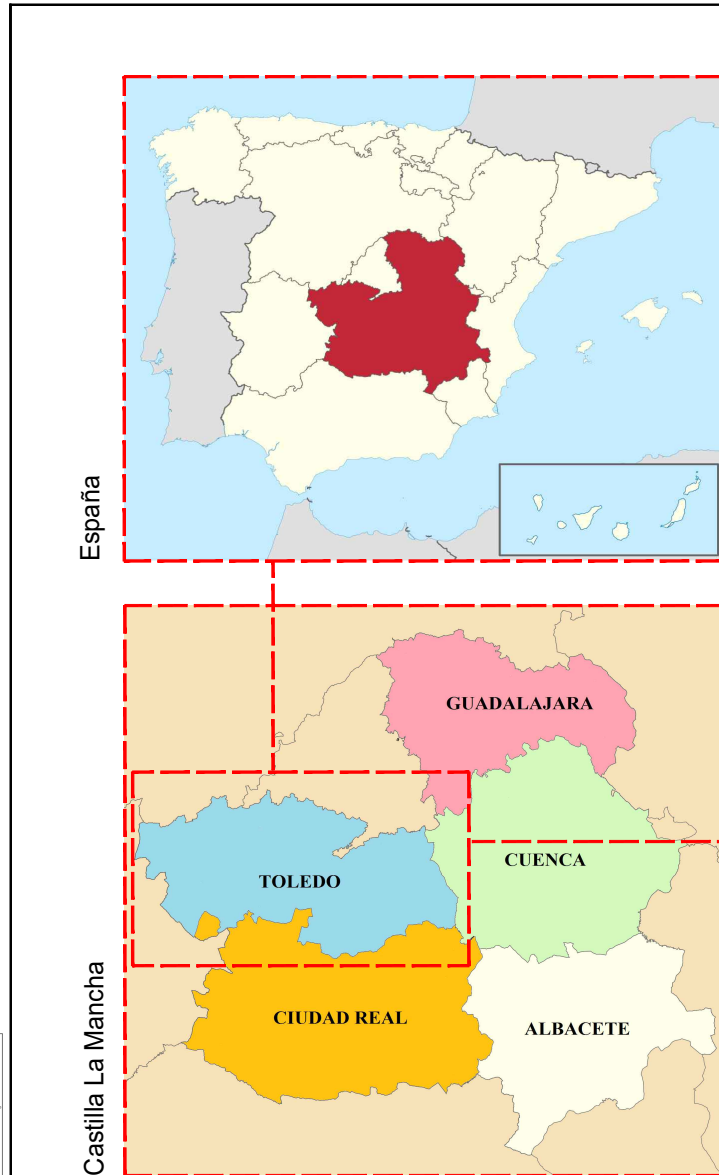 España
GUADALAJARA
CUENCA
TOLEDO
CIUDAD REAL
ALBACETE
Castilla La Mancha